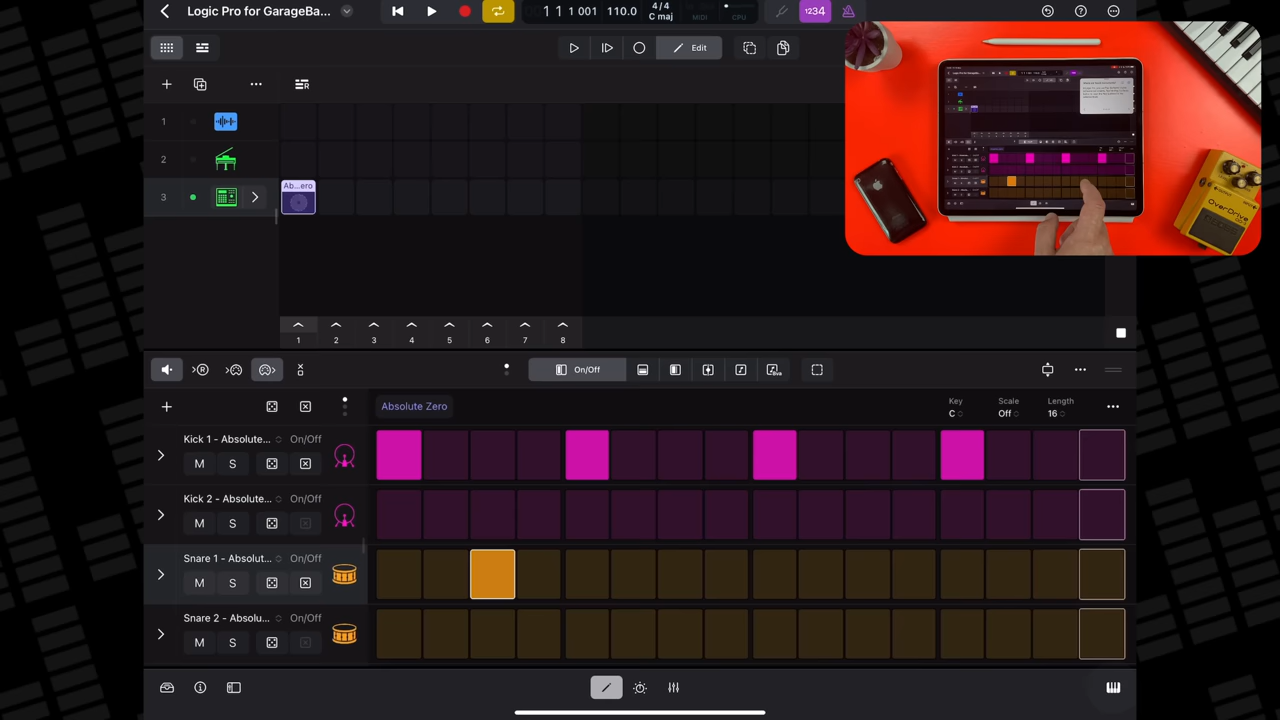 Logic Pro for GarageBa...
1 1 1 001
110.0
4/4
C maj
MIDI
CPU
1234
Edit
1
2
3
Ab...ero
1 2 3 4 5 6 7 8
On/Off
Absolute Zero
Key
C
Scale
Off
Length
16
Kick 1 - Absolute...
On/Off
M S
Kick 2 - Absolute...
On/Off
M S
Snare 1 - Absolut...
On/Off
M S
Snare 2 - Absolu...
On/Off
M S
OverDrive